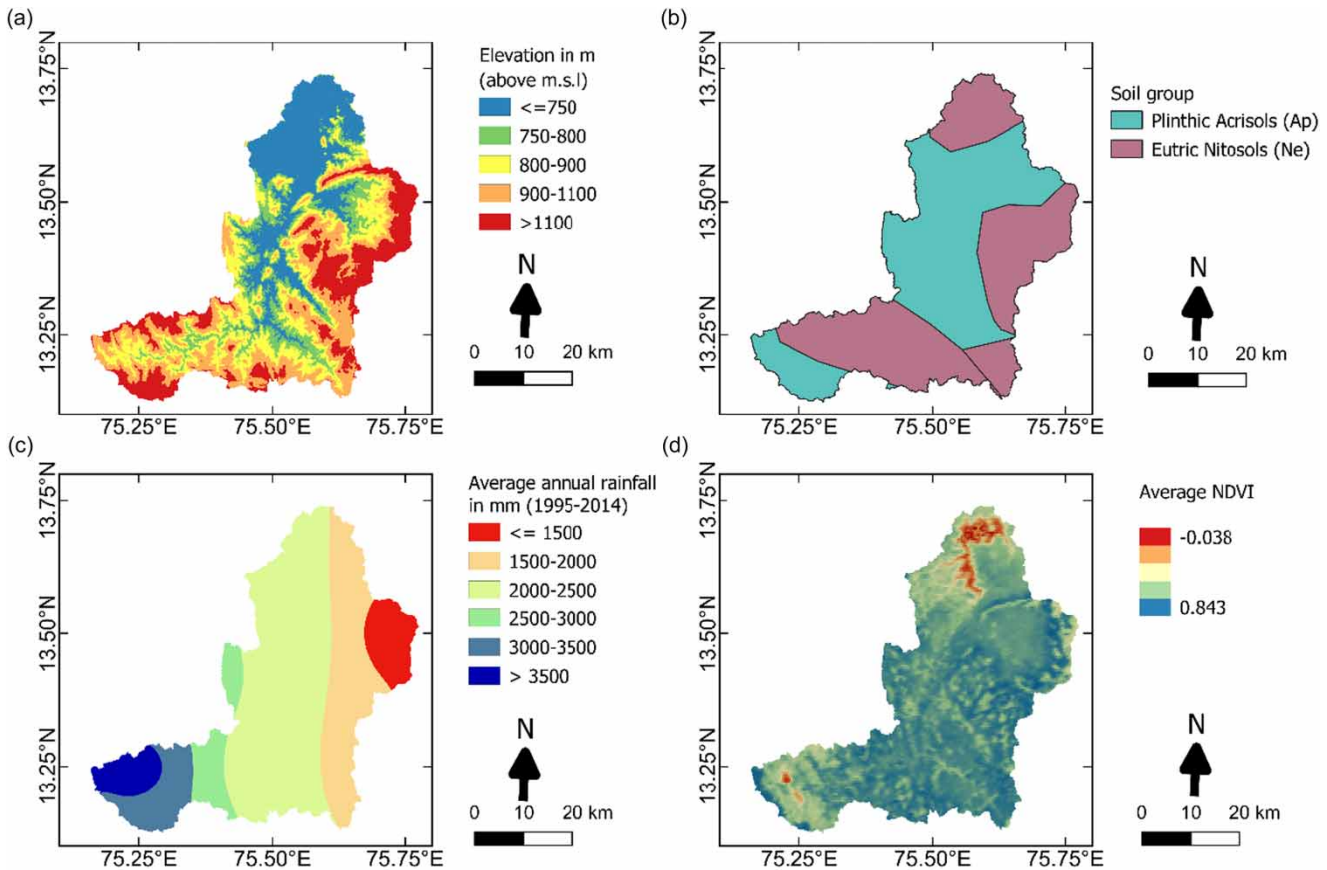 (a)
13.75°N
13.50°N
13.25°N
75.25°E
75.50°E
75.75°E
Elevation in m
(above m.s.l)
<=750
750-800
800-900
900-1100
>1100
N
0 10 20 km
(b)
13.75°N
13.50°N
13.25°N
75.25°E
75.50°E
75.75°E
Soil group
Plinthic Acrisols (Ap)
Eutric Nitosols (Ne)
N
0 10 20 km
(c)
13.75°N
13.50°N
13.25°N
75.25°E
75.50°E
75.75°E
Average annual rainfall
in mm (1995-2014)
<= 1500
1500-2000
2000-2500
2500-3000
3000-3500
> 3500
N
0 10 20 km
(d)
13.75°N
13.50°N
13.25°N
75.25°E
75.50°E
75.75°E
Average NDVI
-0.038
0.843
N
0 10 20 km